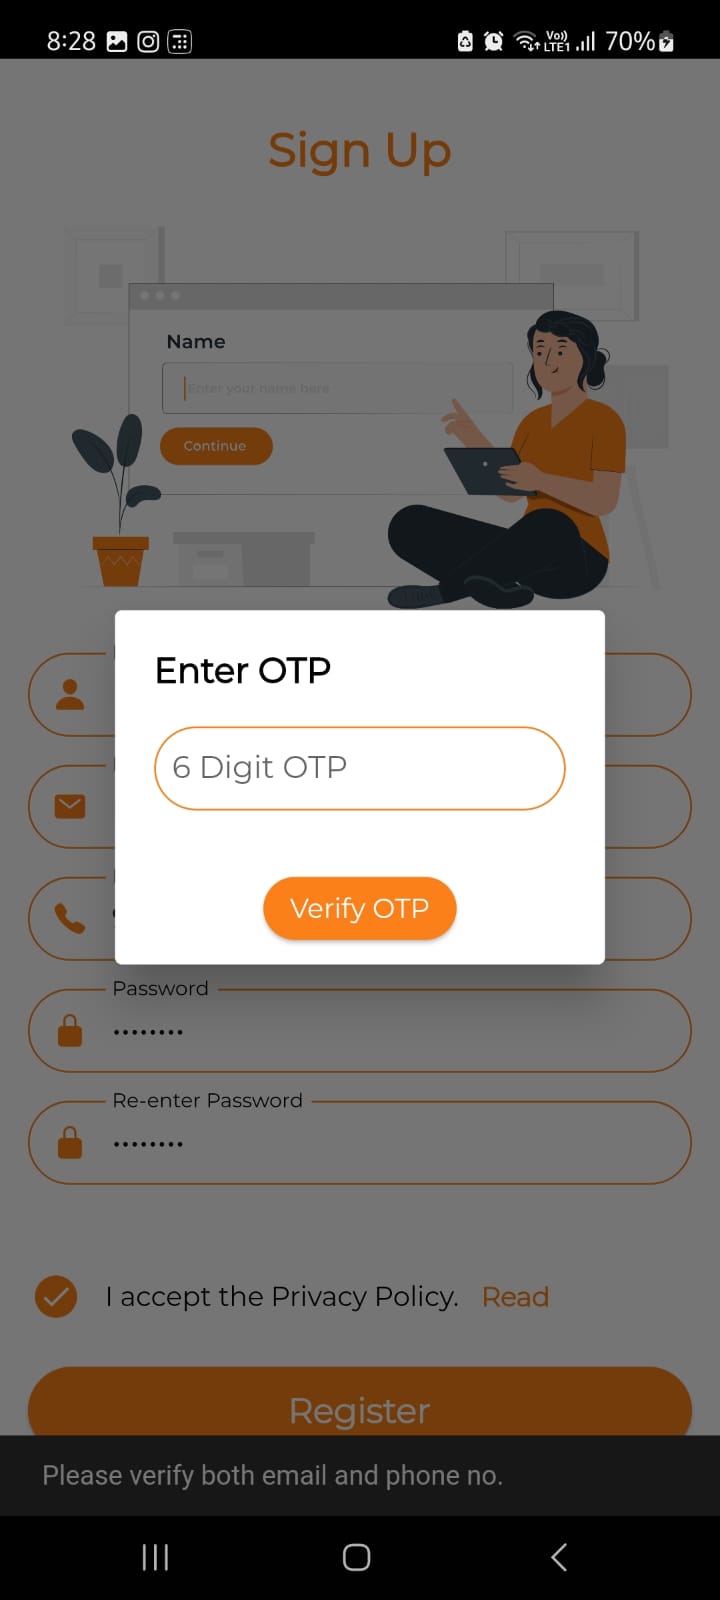 8:28 Vo)) LTE1 70%
Sign Up
Name
Enter your name here
Continue
Enter OTP
6 Digit OTP
Verify OTP
Password
••••••••
Re-enter Password
••••••••
I accept the Privacy Policy. Read
Register
Please verify both email and phone no.